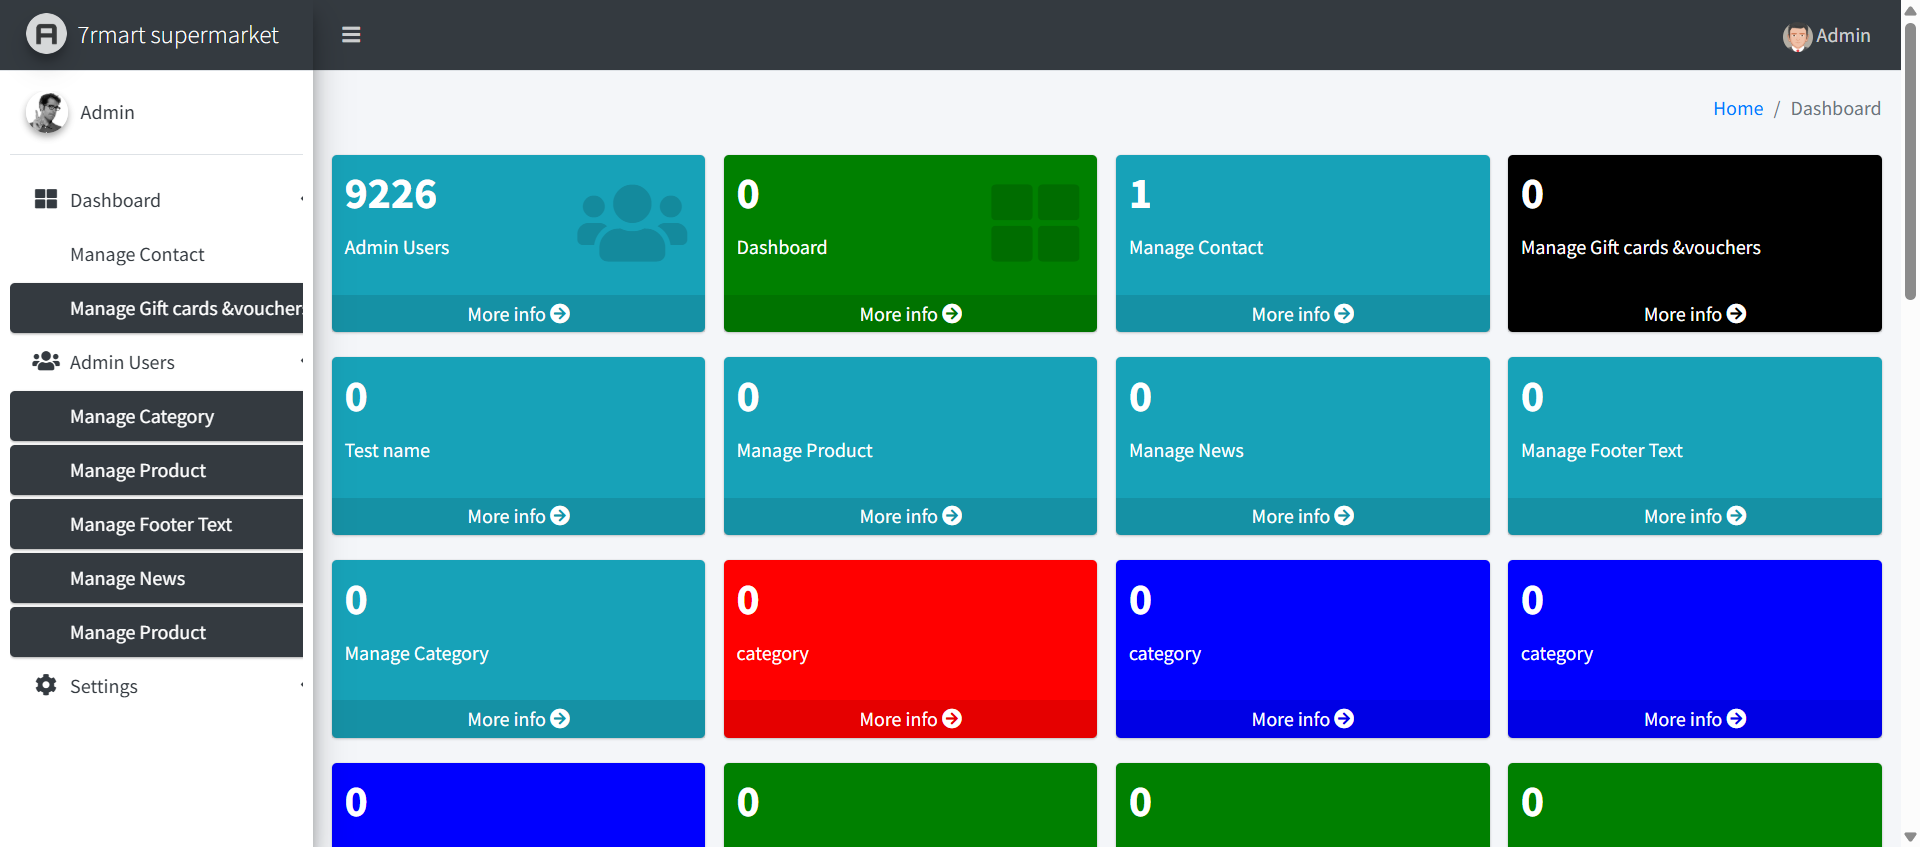 7rmart supermarket
Admin
Admin
Home / Dashboard
Dashboard
Manage Contact
Manage Gift cards &voucher
Admin Users
Manage Category
Manage Product
Manage Footer Text
Manage News
Manage Product
Settings
9226
Admin Users
More info
0
Dashboard
More info
1
Manage Contact
More info
0
Manage Gift cards &vouchers
More info
0
Test name
More info
0
Manage Product
More info
0
Manage News
More info
0
Manage Footer Text
More info
0
Manage Category
More info
0
category
More info
0
category
More info
0
category
More info
0
0
0
0